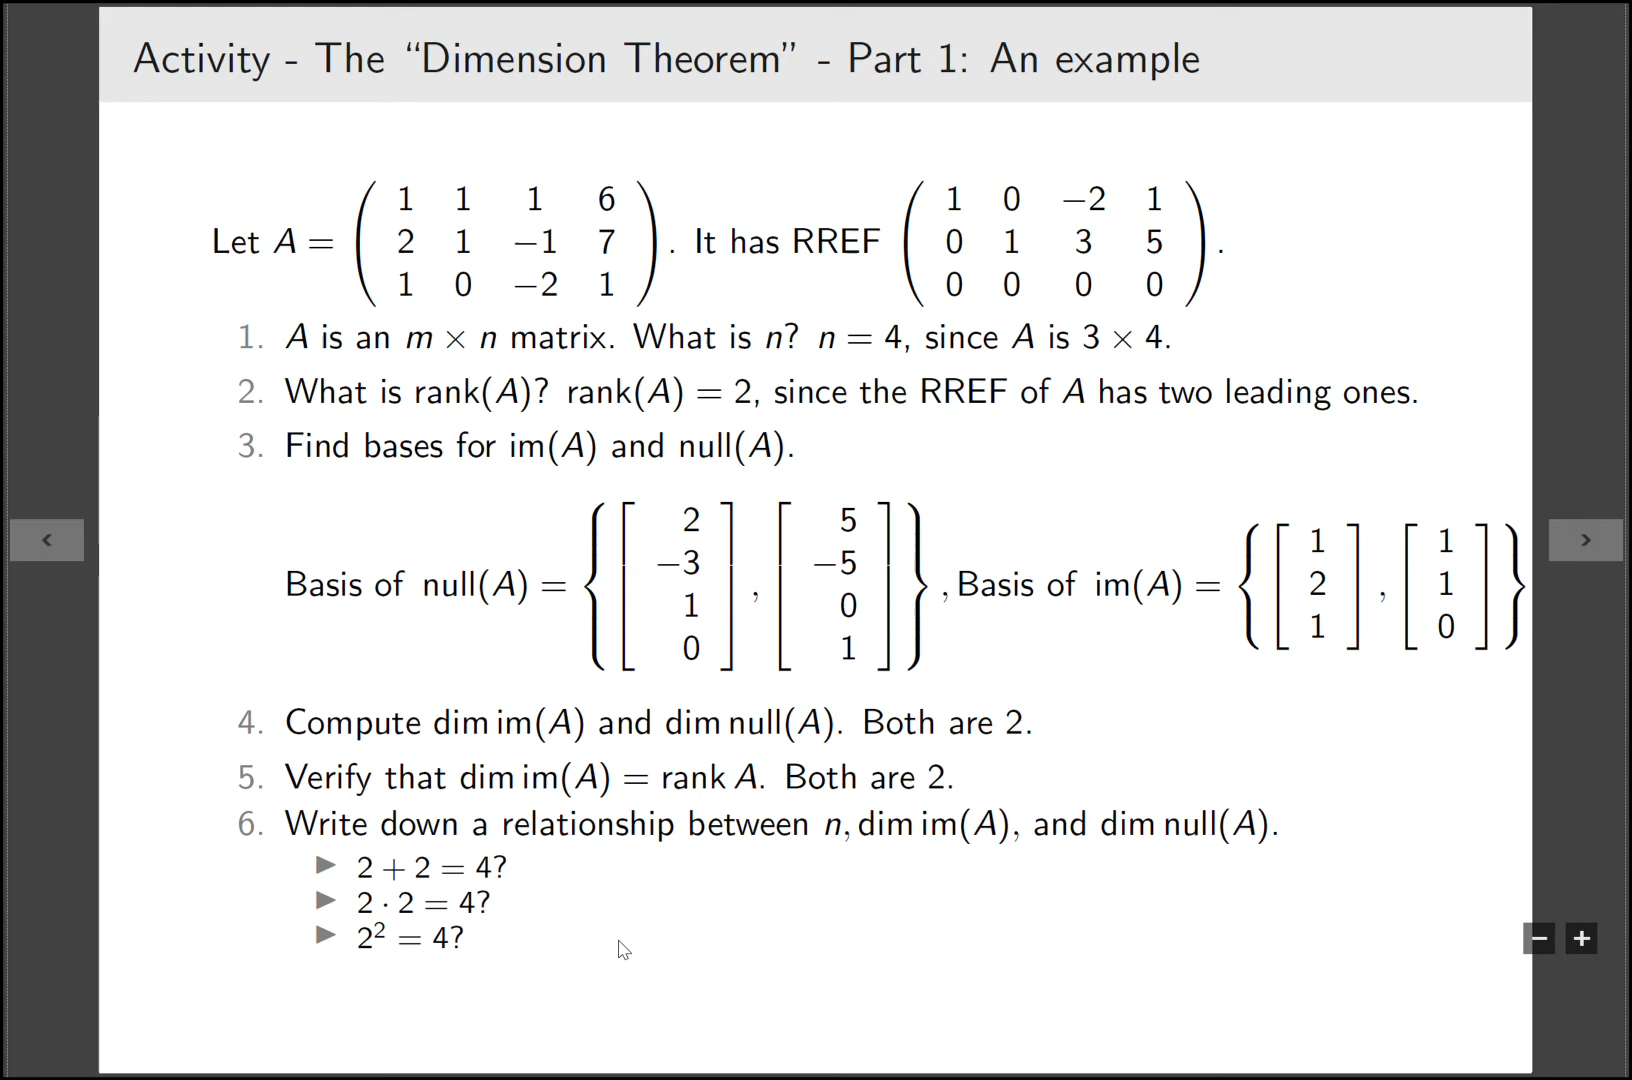 Activity - The “Dimension Theorem” - Part 1: An example
Let A = ( 1 1 1 6
2 1 −1 7
1 0 −2 1 ). It has RREF ( 1 0 −2 1
0 1 3 5
0 0 0 0 ).
1. A is an m × n matrix. What is n? n = 4, since A is 3 × 4.
2. What is rank(A)? rank(A) = 2, since the RREF of A has two leading ones.
3. Find bases for im(A) and null(A).
Basis of null(A) = { [ 2
−3
1
0 ] , [ 5
−5
0
1 ] } , Basis of im(A) = { [ 1
2
1 ] , [ 1
1
0 ] }
4. Compute dim im(A) and dim null(A). Both are 2.
5. Verify that dim im(A) = rank A. Both are 2.
6. Write down a relationship between n, dim im(A), and dim null(A).
▶ 2 + 2 = 4?
▶ 2 · 2 = 4?
▶ 2² = 4?